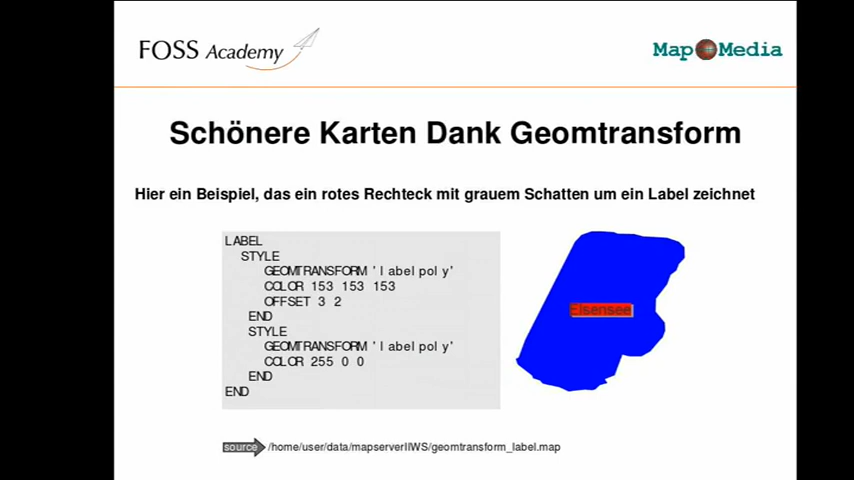 FOSS Academy
Map Media
Schönere Karten Dank Geomtransform
Hier ein Beispiel, das ein rotes Rechteck mit grauem Schatten um ein Label zeichnet
LABEL
STYLE
GEOMTRANSFORM 'labelpoly'
COLOR 153 153 153
OFFSET 3 2
END
STYLE
GEOMTRANSFORM 'labelpoly'
COLOR 255 0 0
END
END
Elsensee
source /home/user/data/mapserverIIWS/geomtransform_label.map